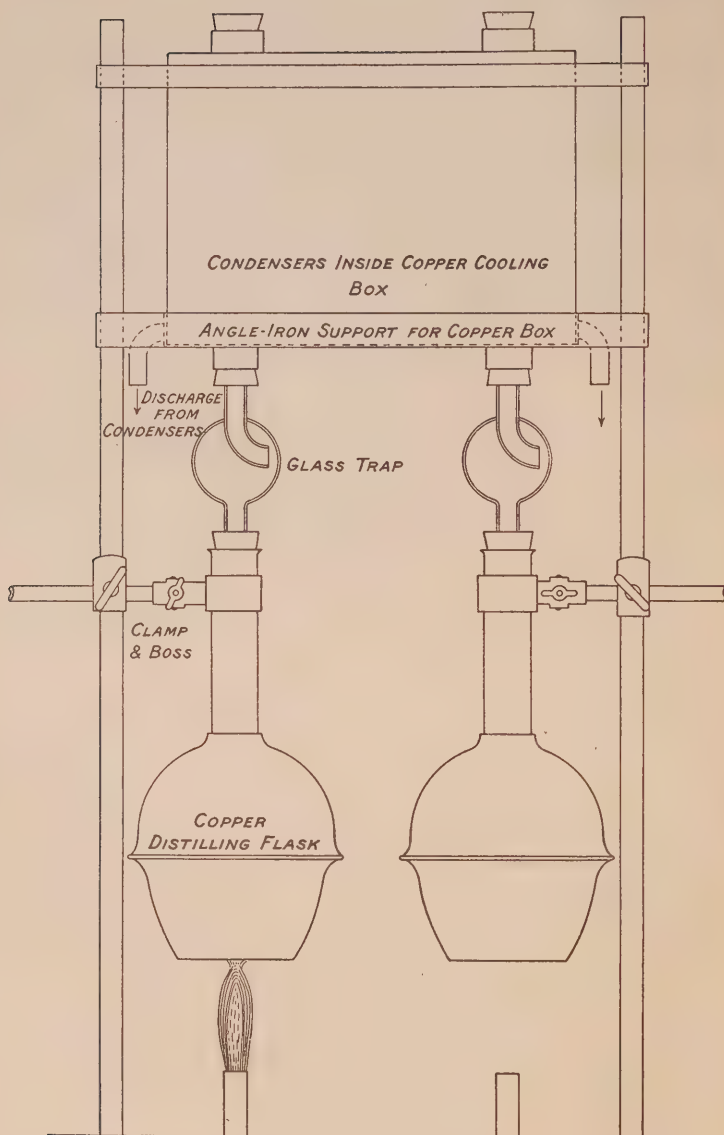 CONDENSERS INSIDE COPPER COOLING
BOX
ANGLE-IRON SUPPORT FOR COPPER BOX
DISCHARGE
FROM
CONDENSERS
GLASS TRAP
CLAMP
& BOSS
COPPER
DISTILLING FLASK